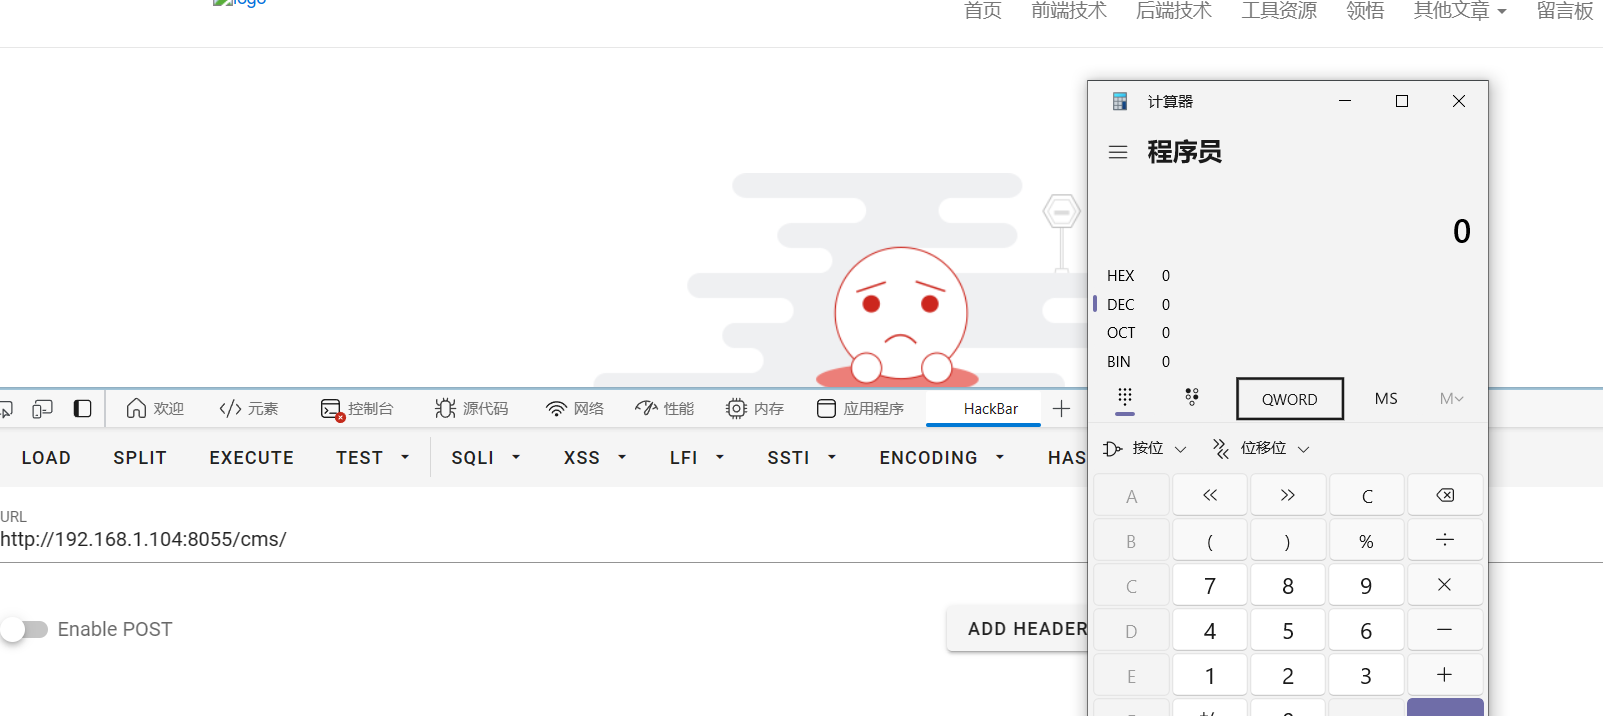 logo
首页 前端技术 后端技术 工具资源 领悟 其他文章 留言板
计算器
程序员
0
HEX 0
DEC 0
OCT 0
BIN 0
QWORD MS M
按位 位移位
A C
B ( ) %  ÷
C 7 8 9 ×
D 4 5 6 −
E 1 2 3 +
欢迎 元素 控制台 源代码 网络 性能 内存 应用程序 HackBar
LOAD SPLIT EXECUTE TEST SQLI XSS LFI SSTI ENCODING HAS
URL
http://192.168.1.104:8055/cms/
Enable POST ADD HEADER